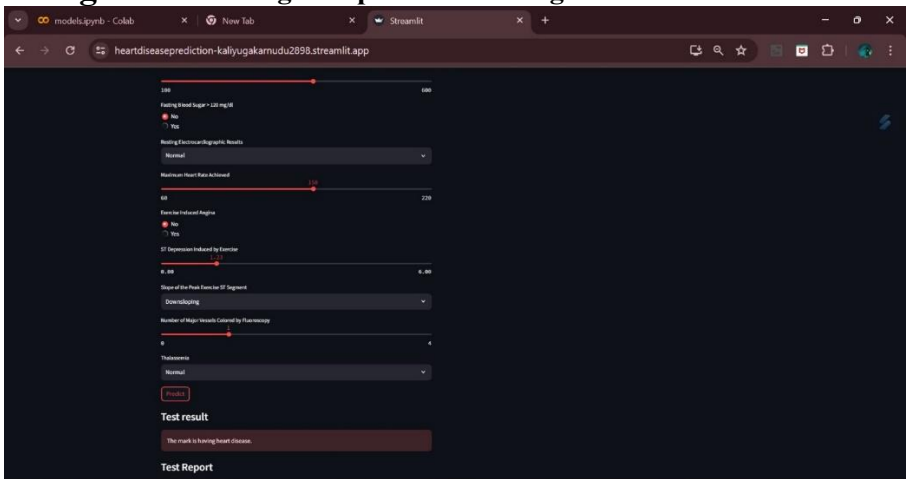 models.ipynb - Colab
New Tab
Streamlit
heartdiseaseprediction-kaliyugakarnudu2898.streamlit.app
100 600
Fasting Blood Sugar > 120 mg/dl
No
Yes
Resting Electrocardiographic Results
Normal
Maximum Heart Rate Achieved
150
60 220
Exercise Induced Angina
No
Yes
ST Depression Induced by Exercise
0.00 6.00
Slope of the Peak Exercise ST Segment
Downsloping
Number of Major Vessels Colored by Fluoroscopy
0 4
Thalassemia
Normal
Predict
Test result
The mark is having heart disease.
Test Report